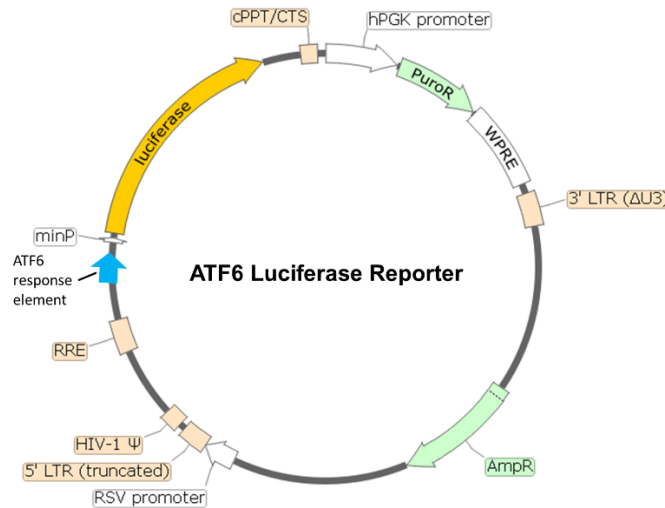 cPPT/CTS
hPGK promoter
PuroR
luciferase
WPRE
3' LTR (ΔU3)
minP
ATF6
response
element
ATF6 Luciferase Reporter
RRE
HIV-1 Ψ
5' LTR (truncated)
RSV promoter
AmpR